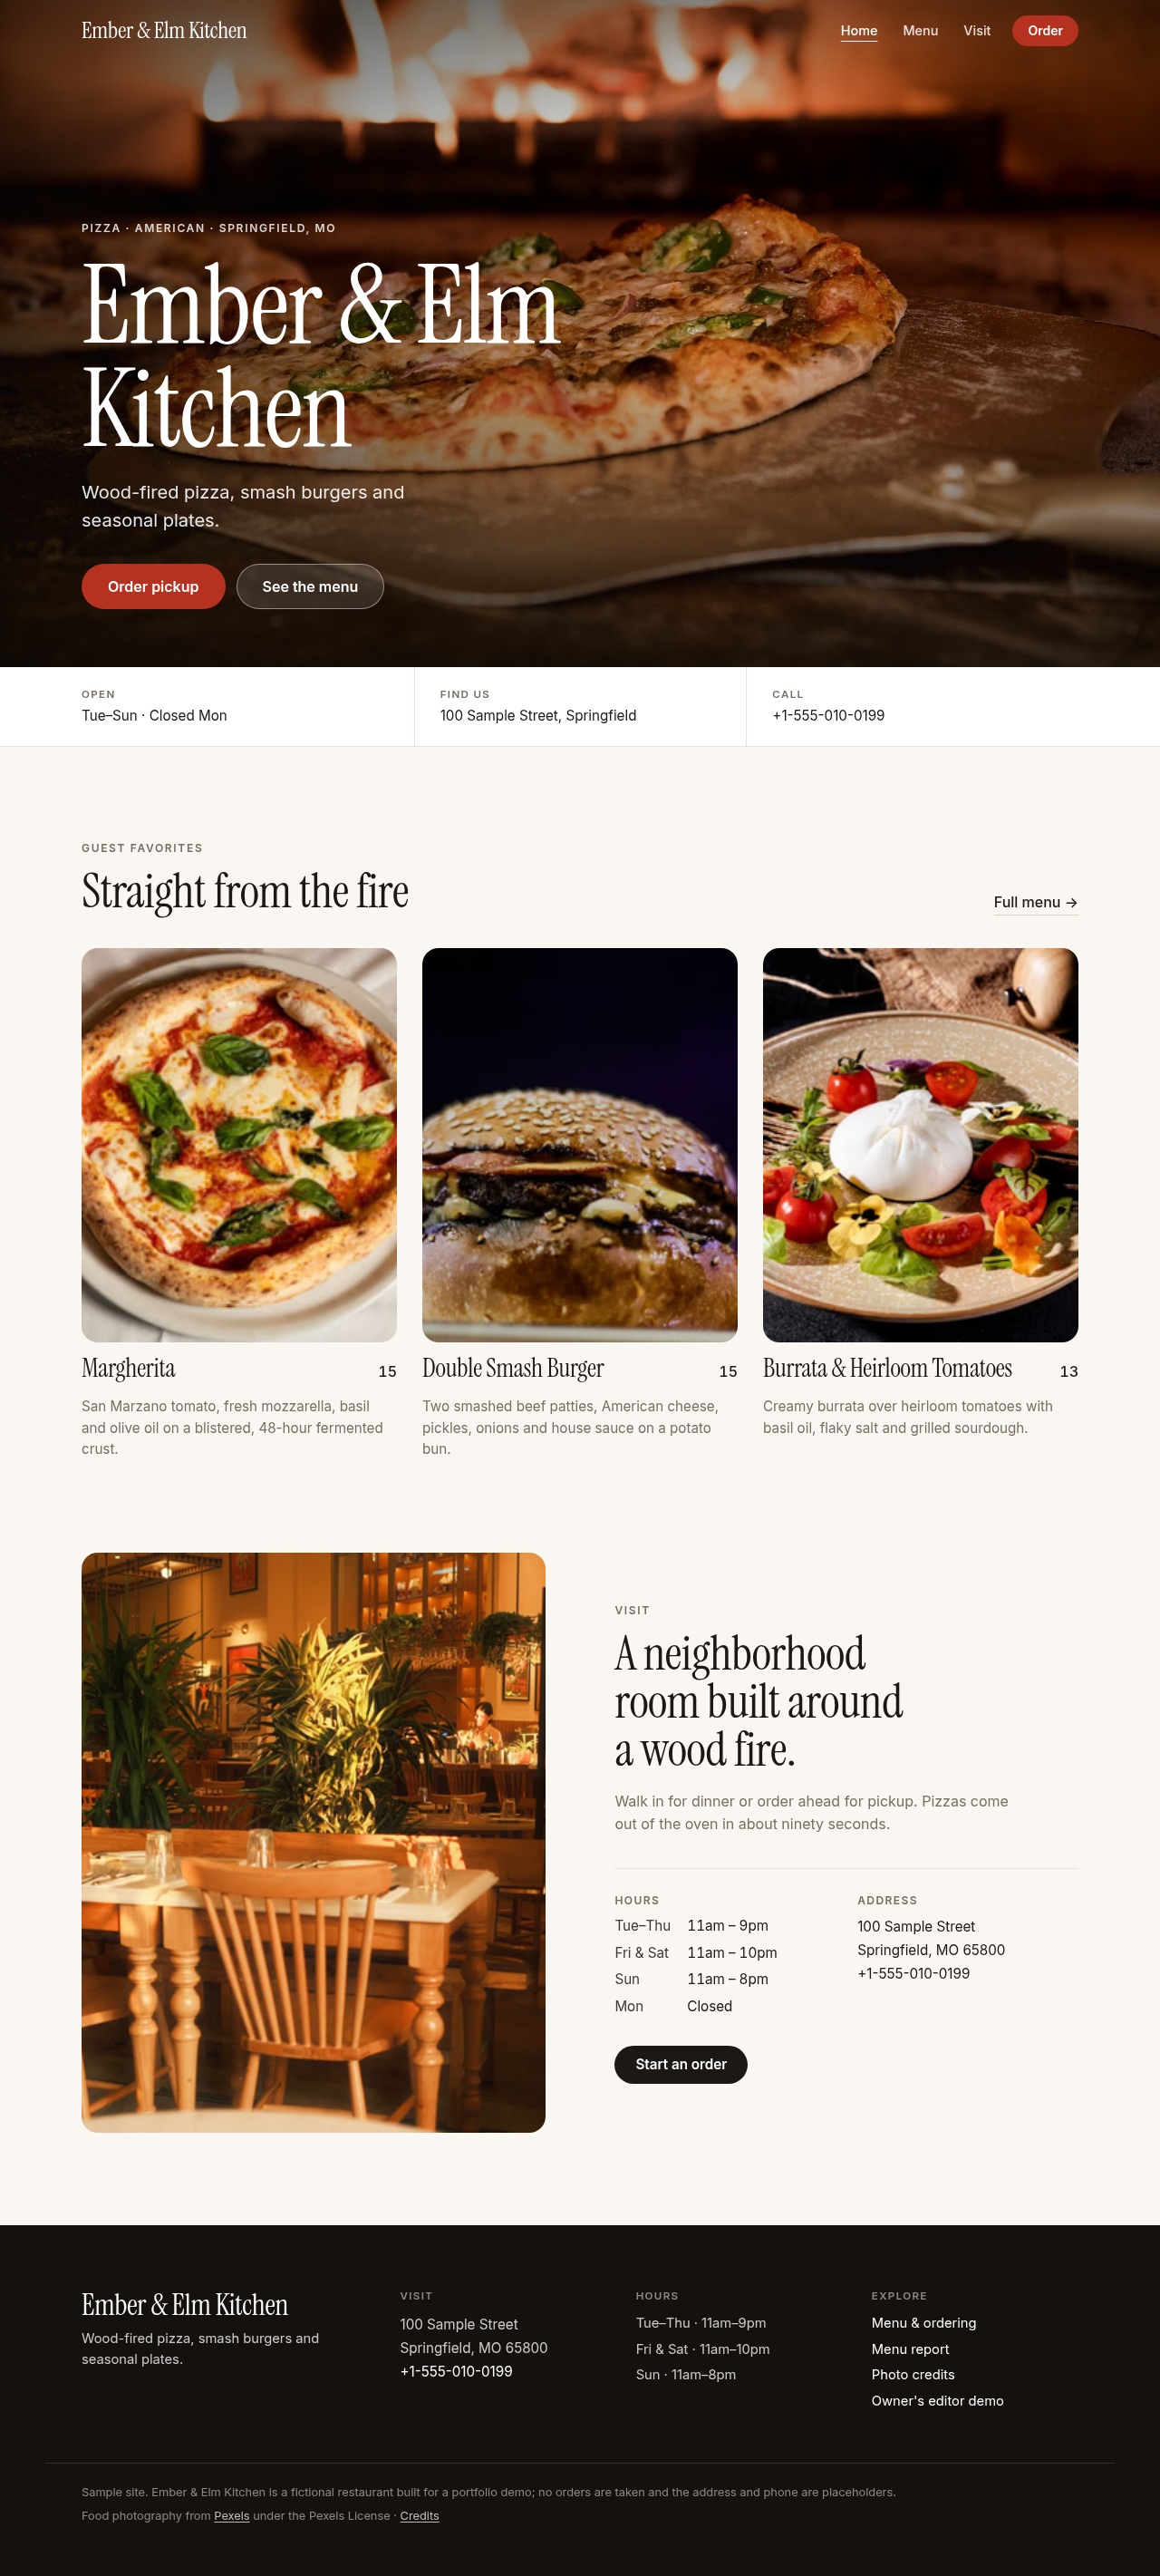 Ember & Elm Kitchen
Home Menu Visit Order
PIZZA · AMERICAN · SPRINGFIELD, MO
Ember & Elm
Kitchen
Wood-fired pizza, smash burgers and
seasonal plates.
Order pickup See the menu
OPEN
Tue–Sun · Closed Mon
FIND US
100 Sample Street, Springfield
CALL
+1-555-010-0199
GUEST FAVORITES
Straight from the fire
Full menu →
Margherita 15
San Marzano tomato, fresh mozzarella, basil
and olive oil on a blistered, 48-hour fermented
crust.
Double Smash Burger 15
Two smashed beef patties, American cheese,
pickles, onions and house sauce on a potato
bun.
Burrata & Heirloom Tomatoes 13
Creamy burrata over heirloom tomatoes with
basil oil, flaky salt and grilled sourdough.
VISIT
A neighborhood
room built around
a wood fire.
Walk in for dinner or order ahead for pickup. Pizzas come
out of the oven in about ninety seconds.
HOURS
Tue–Thu 11am – 9pm
Fri & Sat 11am – 10pm
Sun 11am – 8pm
Mon Closed
ADDRESS
100 Sample Street
Springfield, MO 65800
+1-555-010-0199
Start an order
Ember & Elm Kitchen
Wood-fired pizza, smash burgers and
seasonal plates.
VISIT
100 Sample Street
Springfield, MO 65800
+1-555-010-0199
HOURS
Tue–Thu · 11am–9pm
Fri & Sat · 11am–10pm
Sun · 11am–8pm
EXPLORE
Menu & ordering
Menu report
Photo credits
Owner's editor demo
Sample site. Ember & Elm Kitchen is a fictional restaurant built for a portfolio demo; no orders are taken and the address and phone are placeholders.
Food photography from Pexels under the Pexels License · Credits